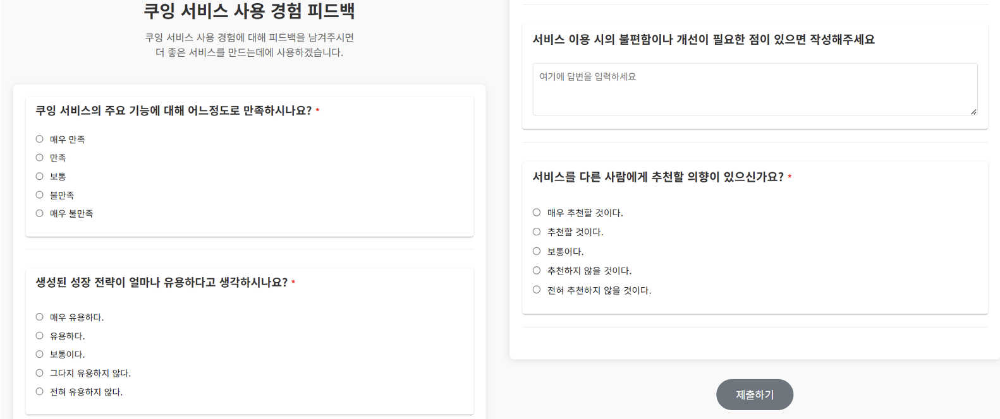 쿠잉 서비스 사용 경험 피드백
쿠잉 서비스 사용 경험에 대해 피드백을 남겨주시면
더 좋은 서비스를 만드는데에 사용하겠습니다.
쿠잉 서비스의 주요 기능에 대해 어느정도로 만족하시나요? *
매우 만족
만족
보통
불만족
매우 불만족
생성된 성장 전략이 얼마나 유용하다고 생각하시나요? *
매우 유용하다.
유용하다.
보통이다.
그다지 유용하지 않다.
전혀 유용하지 않다.
서비스 이용 시의 불편함이나 개선이 필요한 점이 있으면 작성해주세요
여기에 답변을 입력하세요
서비스를 다른 사람에게 추천할 의향이 있으신가요? *
매우 추천할 것이다.
추천할 것이다.
보통이다.
추천하지 않을 것이다.
전혀 추천하지 않을 것이다.
제출하기